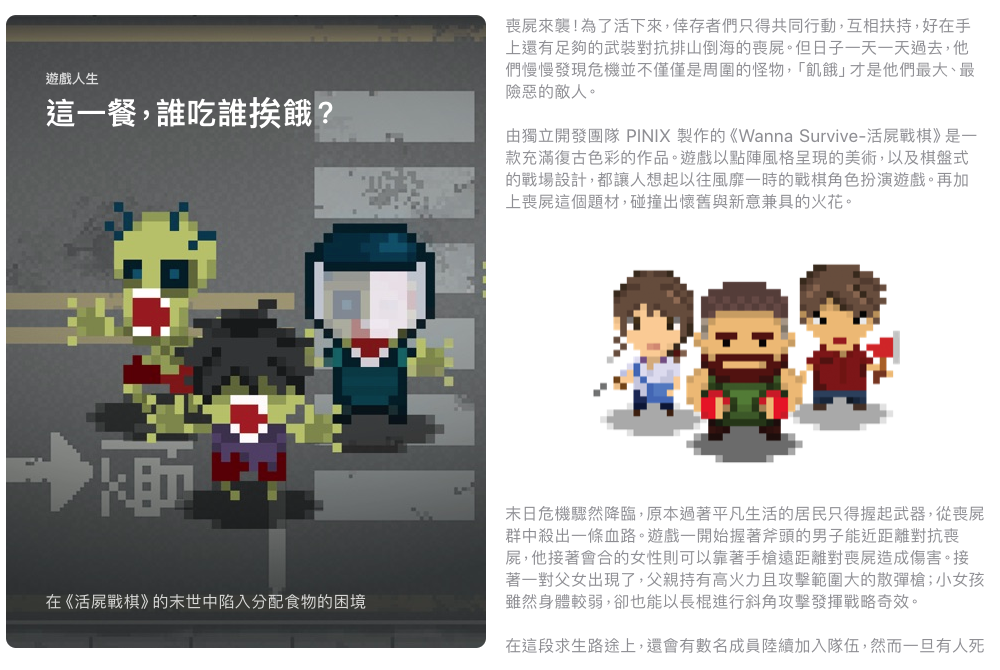 遊戲人生
這一餐，誰吃誰挨餓？
在《活屍戰棋》的末世中陷入分配食物的困境
喪屍來襲！為了活下來，倖存者們只得共同行動，互相扶持，好在手
上還有足夠的武裝對抗排山倒海的喪屍。但日子一天一天過去，他
們慢慢發現危機並不僅僅是周圍的怪物，「飢餓」才是他們最大、最
險惡的敵人。
由獨立開發團隊 PINIX 製作的《Wanna Survive-活屍戰棋》是一
款充滿復古色彩的作品。遊戲以點陣風格呈現的美術，以及棋盤式
的戰場設計，都讓人想起以往風靡一時的戰棋角色扮演遊戲。再加
上喪屍這個題材，碰撞出懷舊與新意兼具的火花。
末日危機驟然降臨，原本過著平凡生活的居民只得握起武器，從喪屍
群中殺出一條血路。遊戲一開始握著斧頭的男子能近距離對抗喪
屍，他接著會合的女性則可以靠著手槍遠距離對喪屍造成傷害。接
著一對父女出現了，父親持有高火力且攻擊範圍大的散彈槍；小女孩
雖然身體較弱，卻也能以長棍進行斜角攻擊發揮戰略奇效。
在這段求生路途上，還會有數名成員陸續加入隊伍，然而一旦有人死